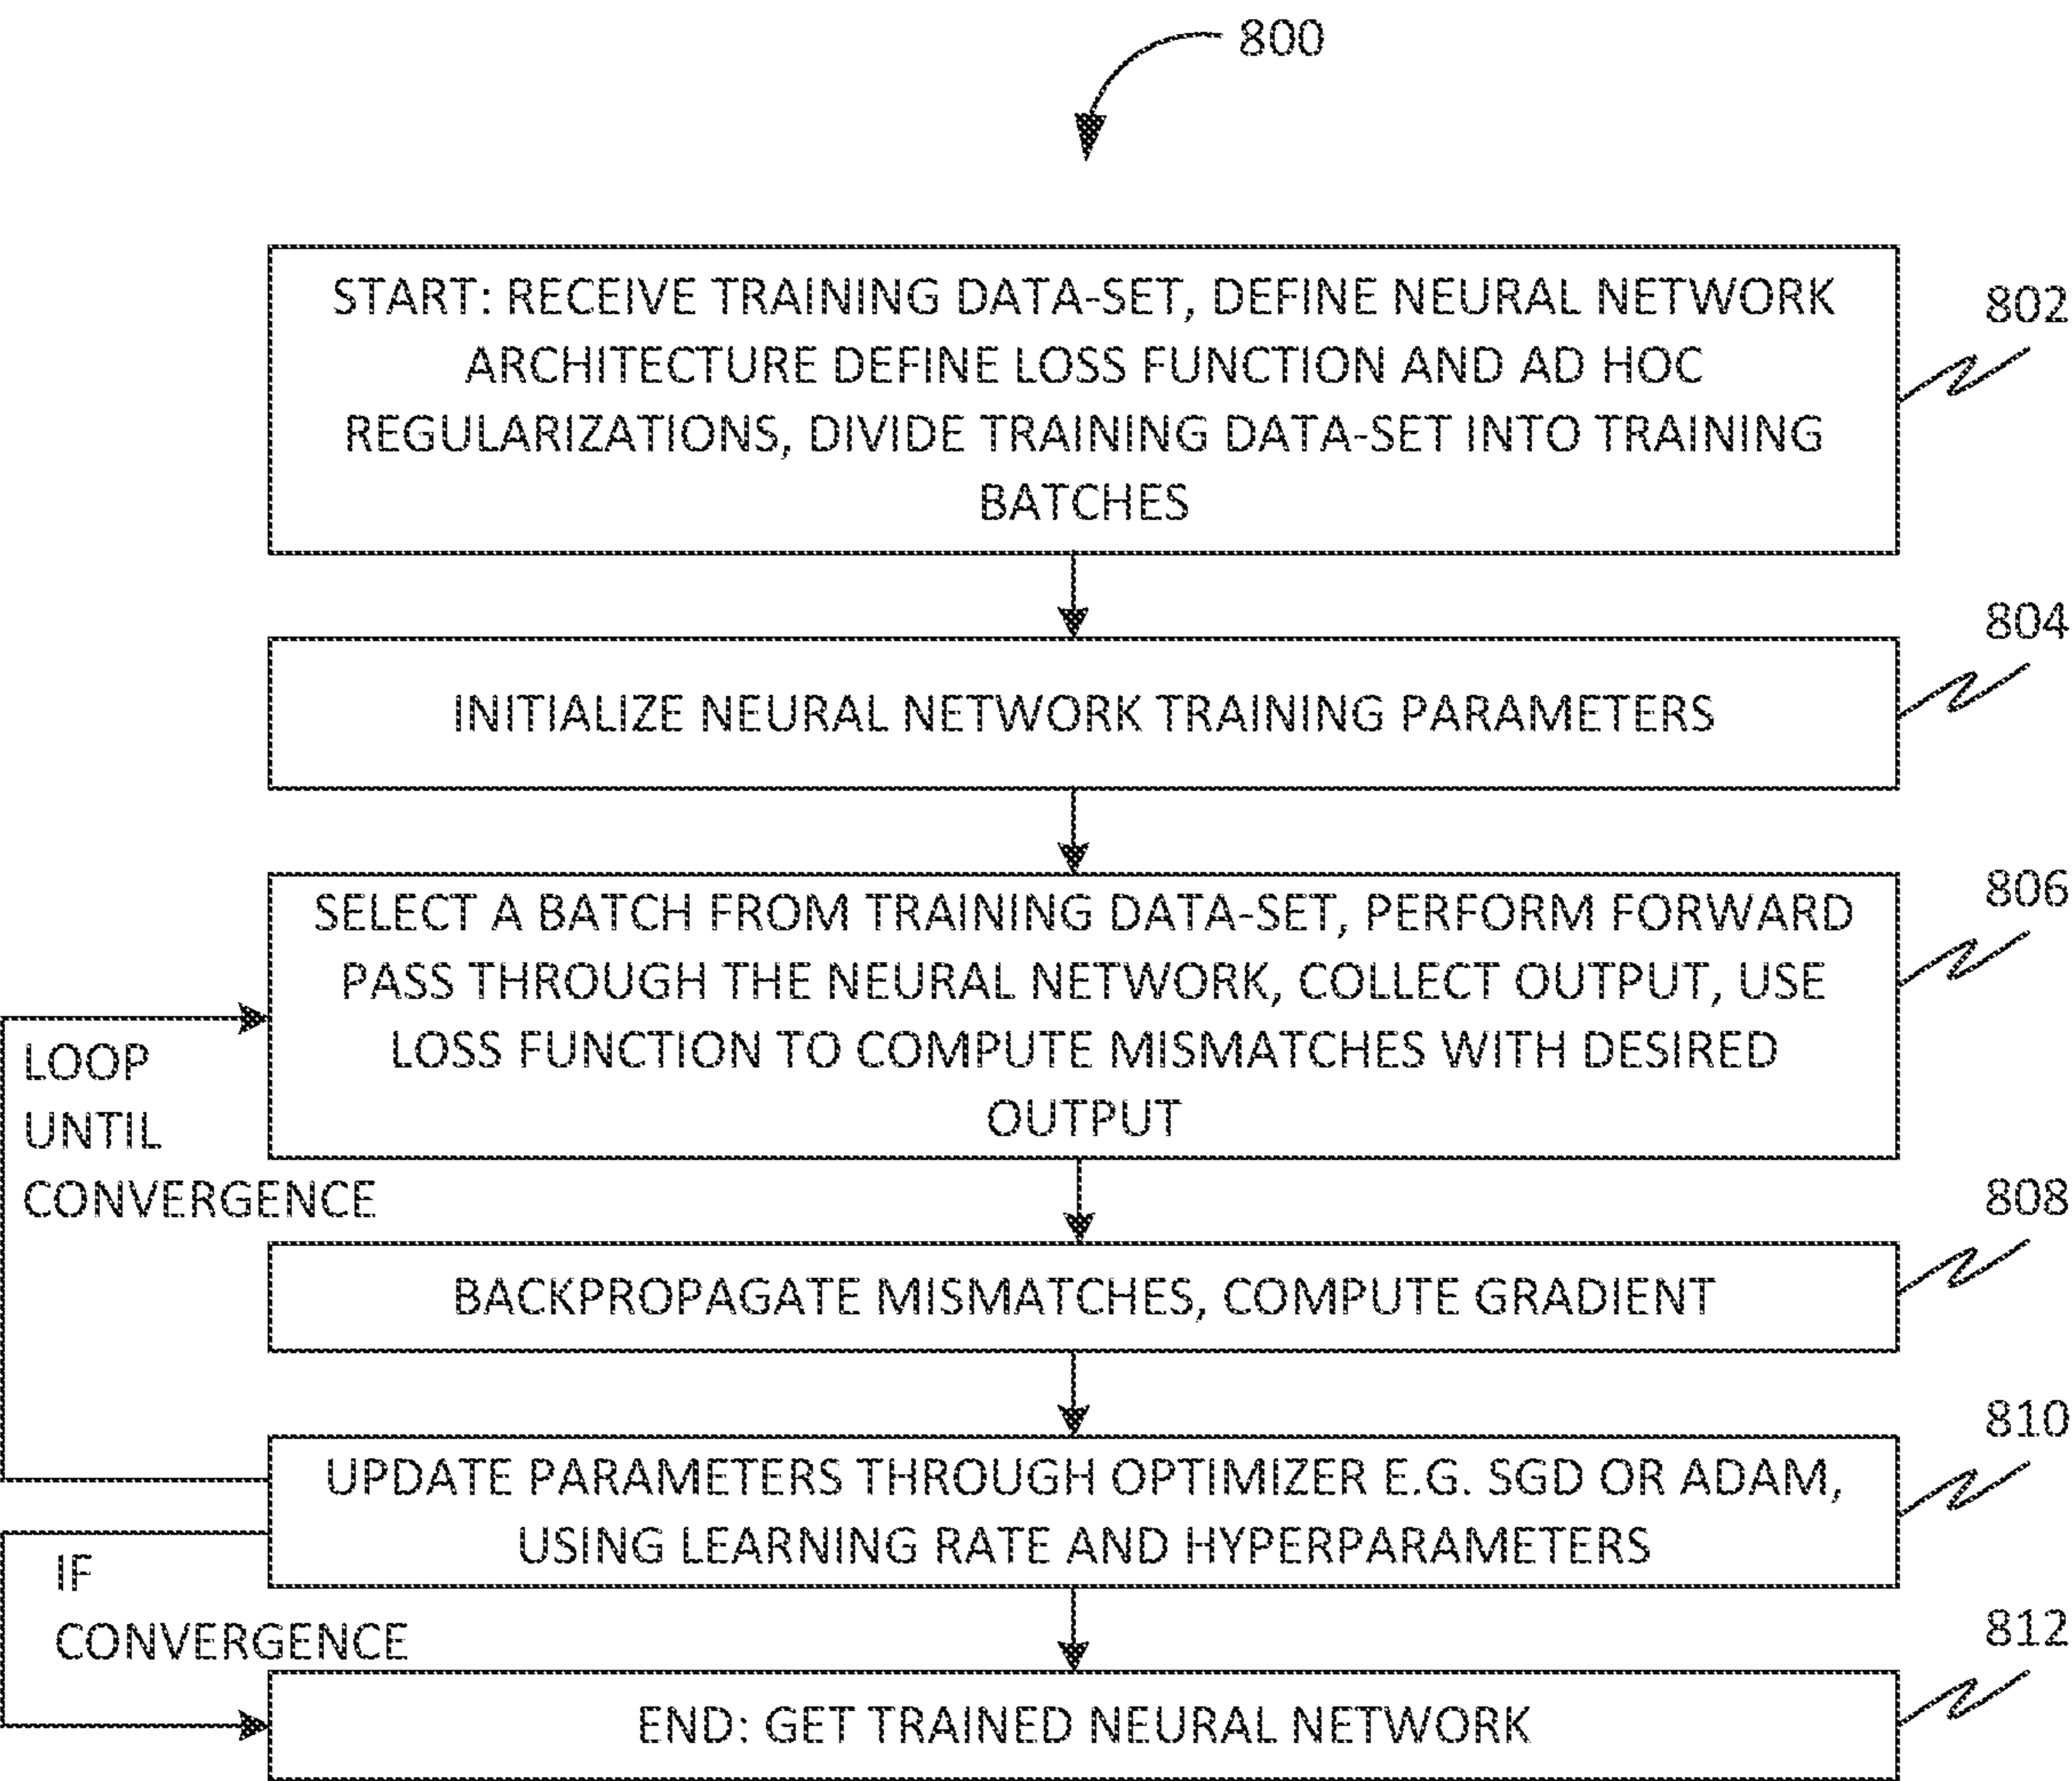 800
START: RECEIVE TRAINING DATA-SET, DEFINE NEURAL NETWORK
ARCHITECTURE DEFINE LOSS FUNCTION AND AD HOC
REGULARIZATIONS, DIVIDE TRAINING DATA-SET INTO TRAINING
BATCHES
802
INITIALIZE NEURAL NETWORK TRAINING PARAMETERS
804
SELECT A BATCH FROM TRAINING DATA-SET, PERFORM FORWARD
PASS THROUGH THE NEURAL NETWORK, COLLECT OUTPUT, USE
LOSS FUNCTION TO COMPUTE MISMATCHES WITH DESIRED
OUTPUT
806
LOOP
UNTIL
CONVERGENCE
BACKPROPAGATE MISMATCHES, COMPUTE GRADIENT
808
UPDATE PARAMETERS THROUGH OPTIMIZER E.G. SGD OR ADAM,
USING LEARNING RATE AND HYPERPARAMETERS
810
IF
CONVERGENCE
END: GET TRAINED NEURAL NETWORK
812